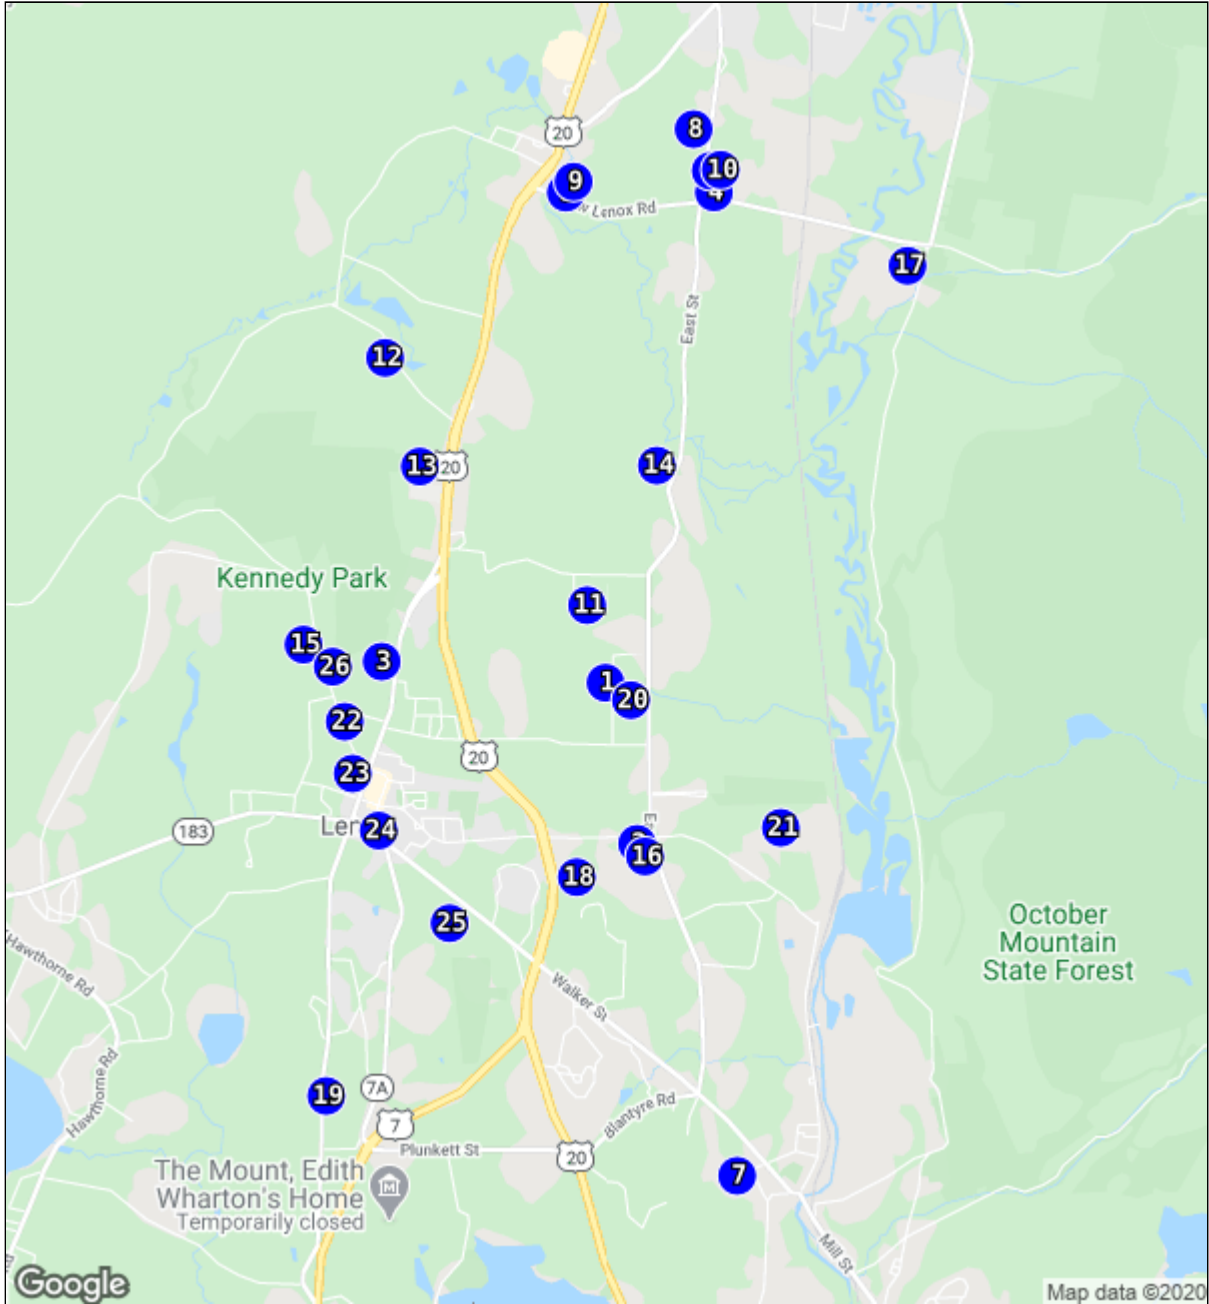 20
8
10
4
9
Lenox Rd
17
East St
12
13
20
14
Kennedy Park
11
15
26
3
1
20
22
20
23
183
24
21
16
18
25
October
Mountain
State Forest
Hawthorne Rd
Walker St
Hawthorne Rd
19
7A
7
Blantyre Rd
Plunkett St
20
7
The Mount, Edith
Wharton's Home
Temporarily closed
M
Mill St
Google
Map data ©2020